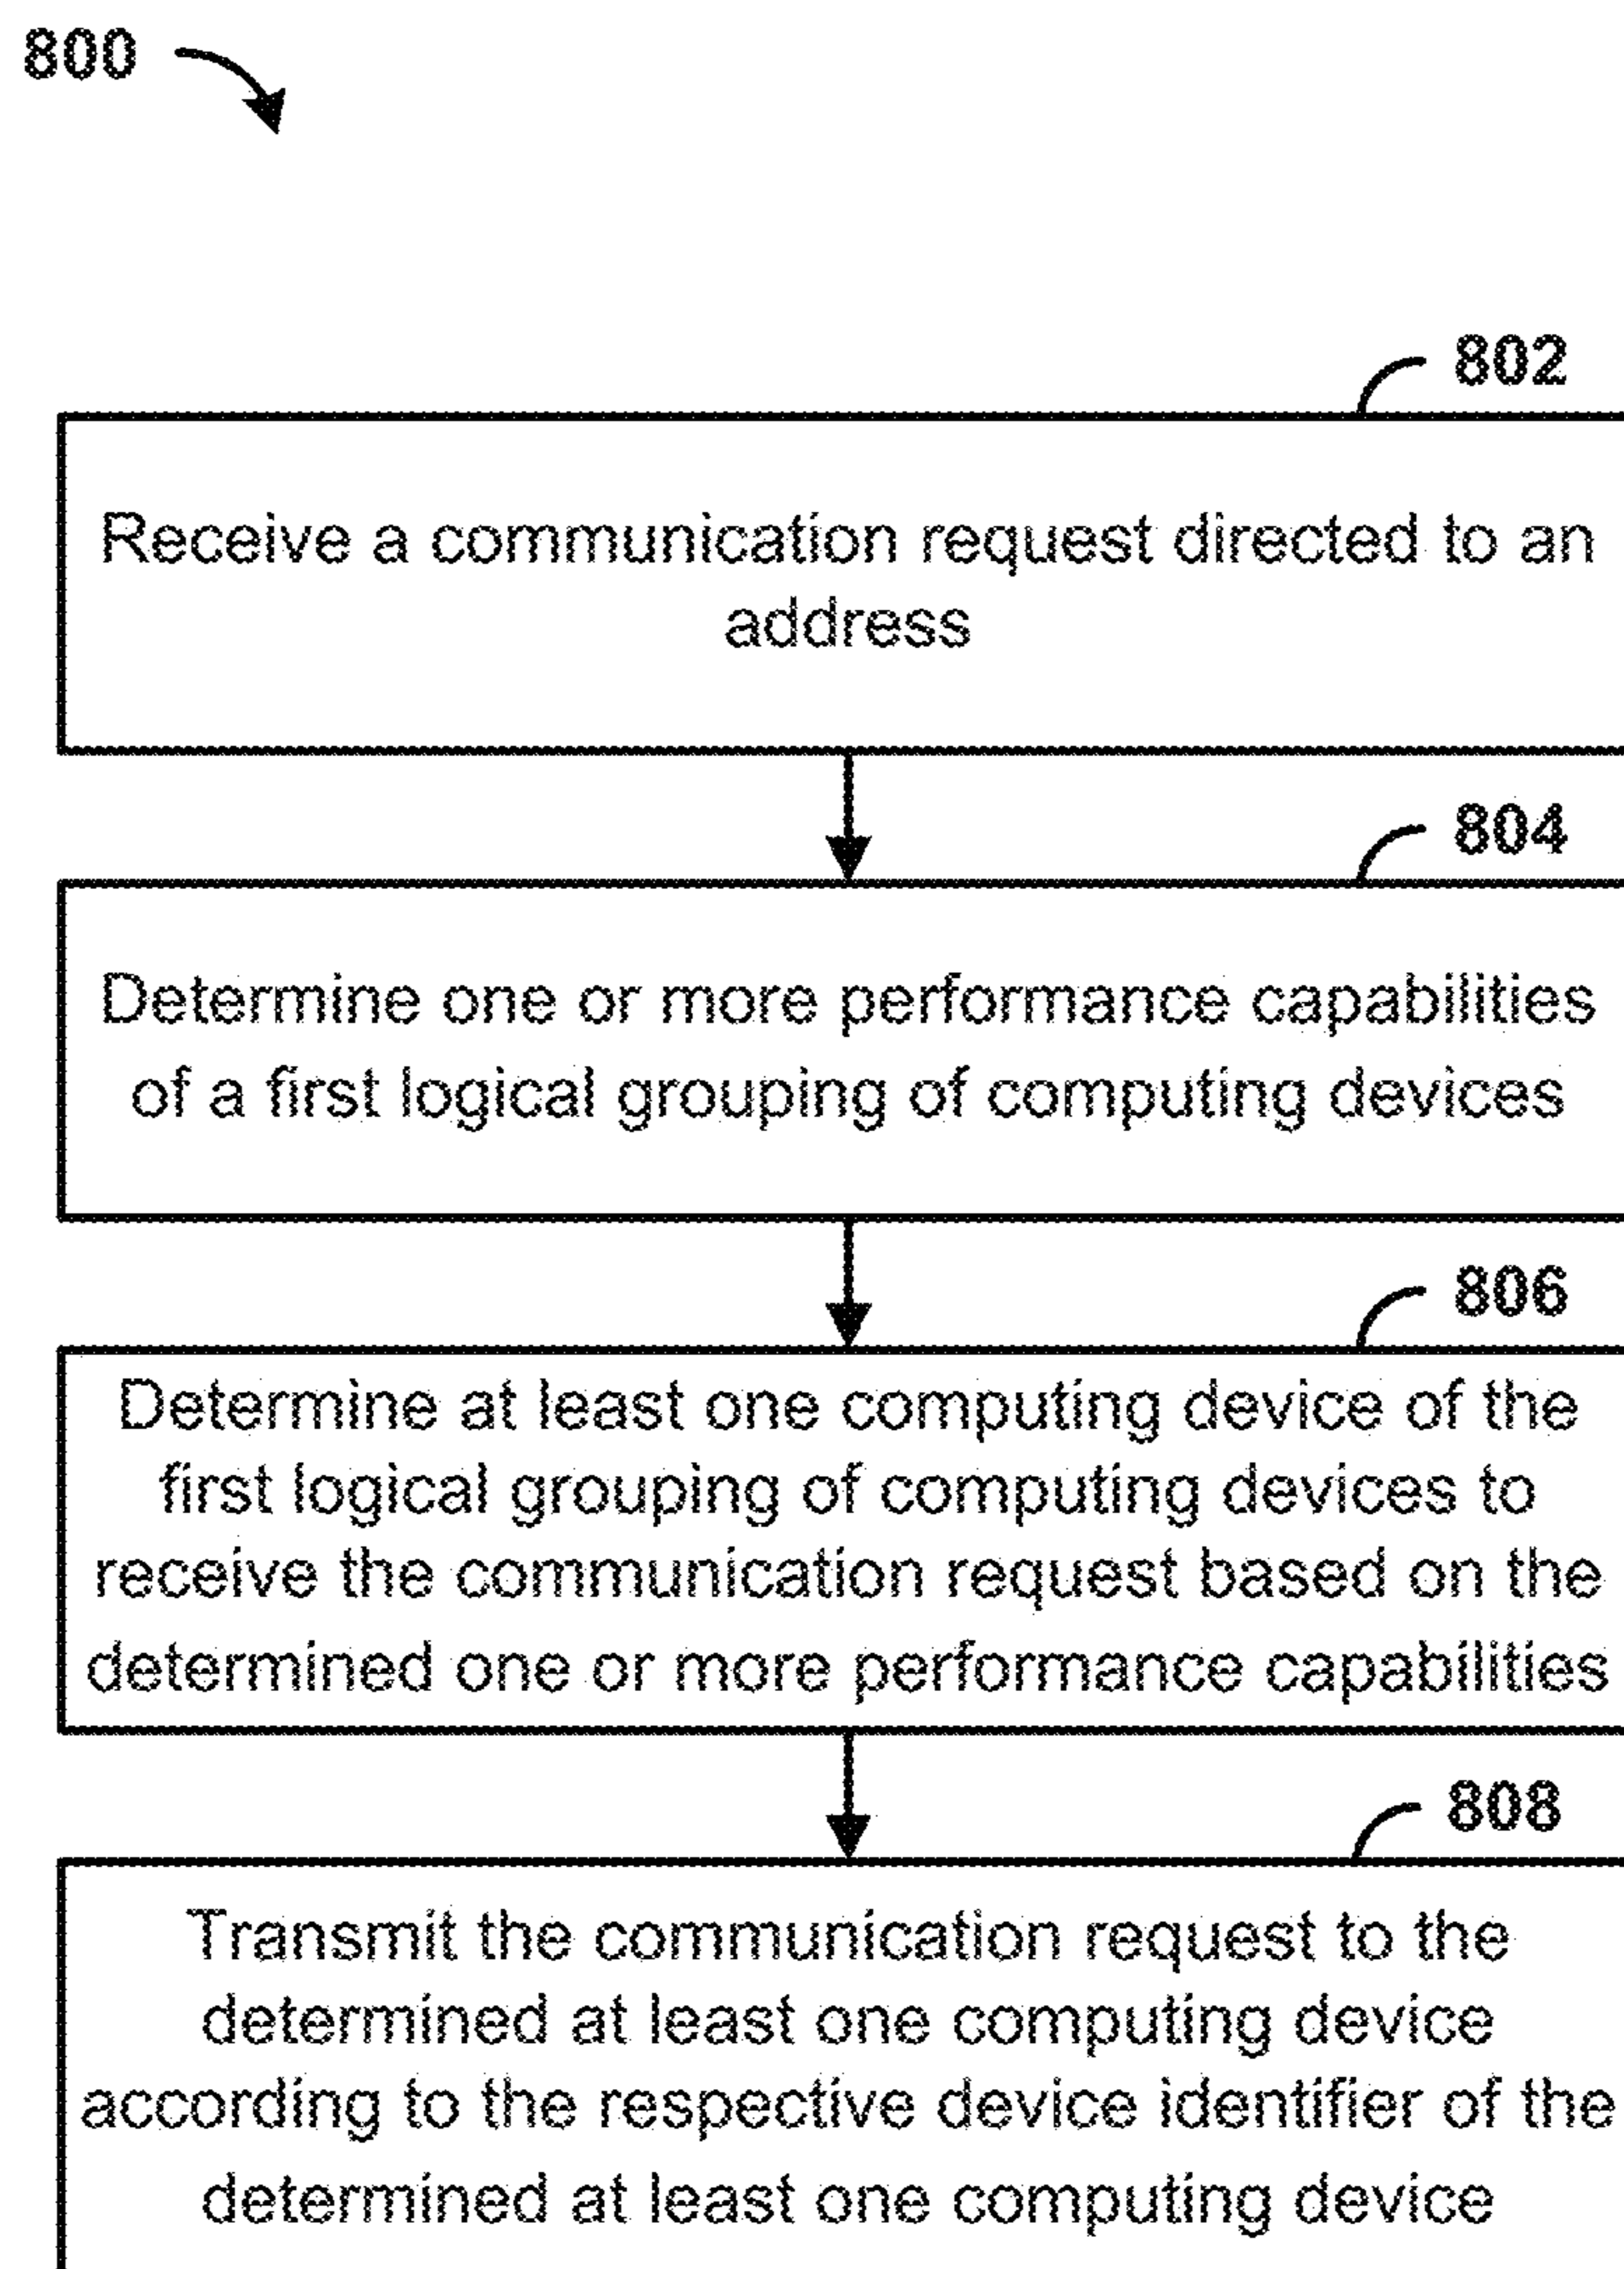 800
802
Receive a communication request directed to an
address
804
Determine one or more performance capabilities
of a first logical grouping of computing devices
806
Determine at least one computing device of the
first logical grouping of computing devices to
receive the communication request based on the
determined one or more performance capabilities
808
Transmit the communication request to the
determined at least one computing device
according to the respective device identifier of the
determined at least one computing device